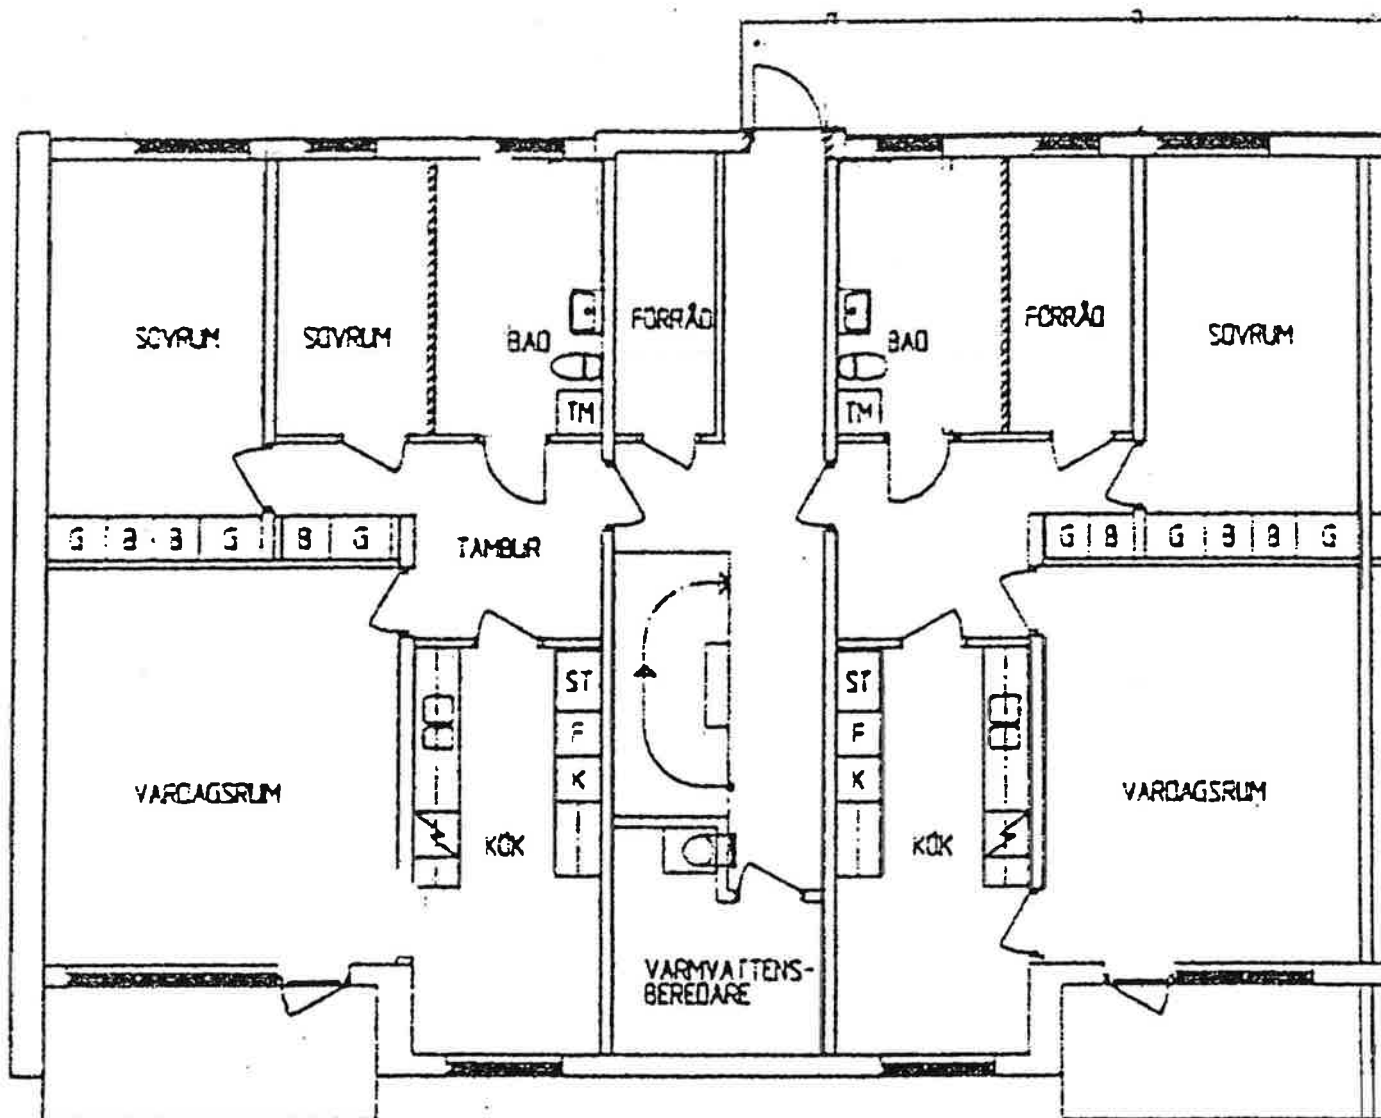 SOVRUM
SOVRUM
BAD
FÖRRÅD
BAD
FÖRRÅD
SOVRUM
TM
TM
G B B G B G
TAMBUR
G B G B B G
ST
F
K
ST
F
K
VARDAGSRUM
KÖK
KÖK
VARDAGSRUM
VARMVATTENS-
BEREDARE